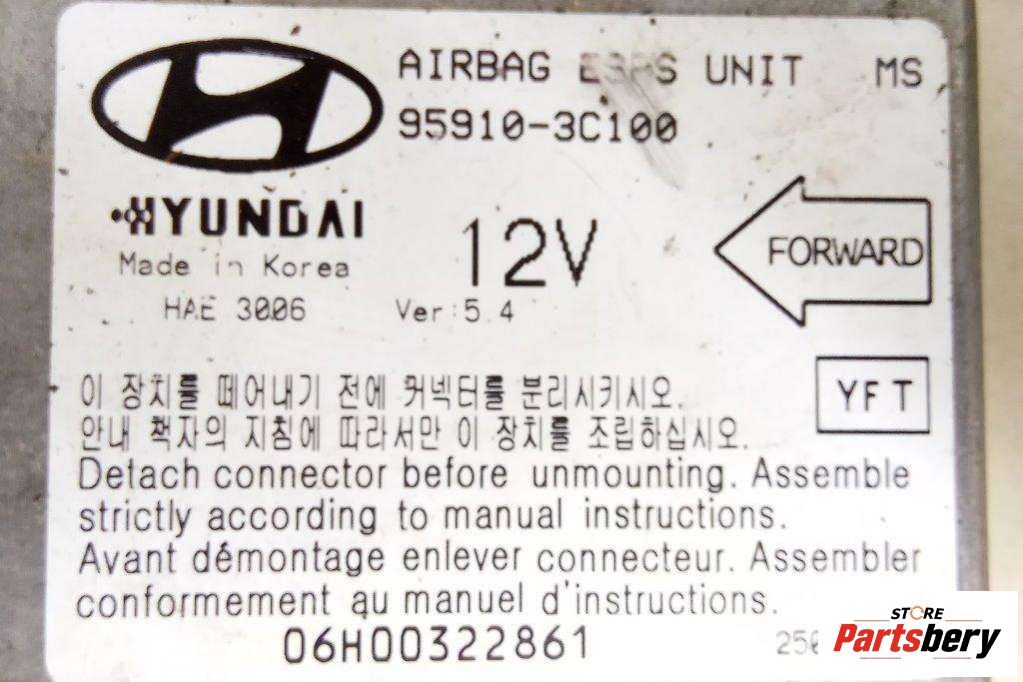 AIRBAG UNIT MS
95910-3C100
HYUNDAI
12V
FORWARD
Made in Korea
HAE 3006
Ver:5.4
YFT
이 장치를 떼어내기 전에 커넥터를 분리시키시오.
안내 책자의 지침에 따라서만 이 장치를 조립하십시오.
Detach connector before unmounting. Assemble
strictly according to manual instructions.
Avant démontage enlever connecteur. Assembler
conformement au manuel d'instructions.
06H00322861
STORE
Partsbery